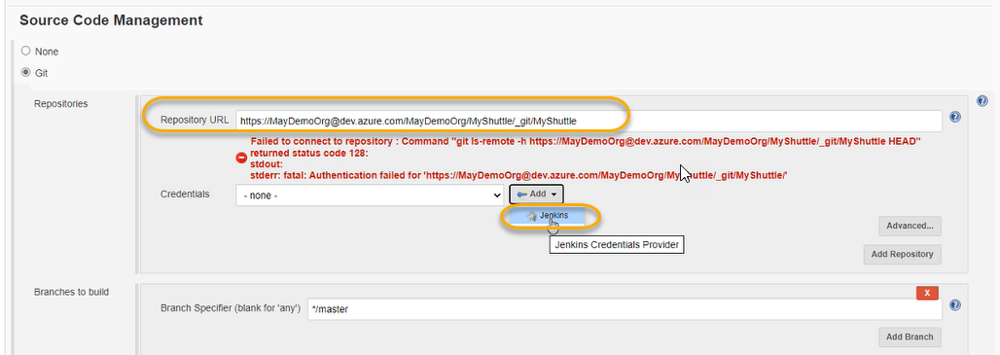 Source Code Management
None
Git
Repositories
Repository URL https://MayDemoOrg@dev.azure.com/MayDemoOrg/MyShuttle/_git/MyShuttle
Failed to connect to repository : Command "git ls-remote -h https://MayDemoOrg@dev.azure.com/MayDemoOrg/MyShuttle/_git/MyShuttle HEAD"
returned status code 128:
stdout:
stderr: fatal: Authentication failed for 'https://MayDemoOrg@dev.azure.com/MayDemoOrg/MyShuttle/_git/MyShuttle/'
Credentials - none - Add
Jenkins
Jenkins Credentials Provider
Advanced...
Add Repository
Branches to build
X
Branch Specifier (blank for 'any') */master
Add Branch